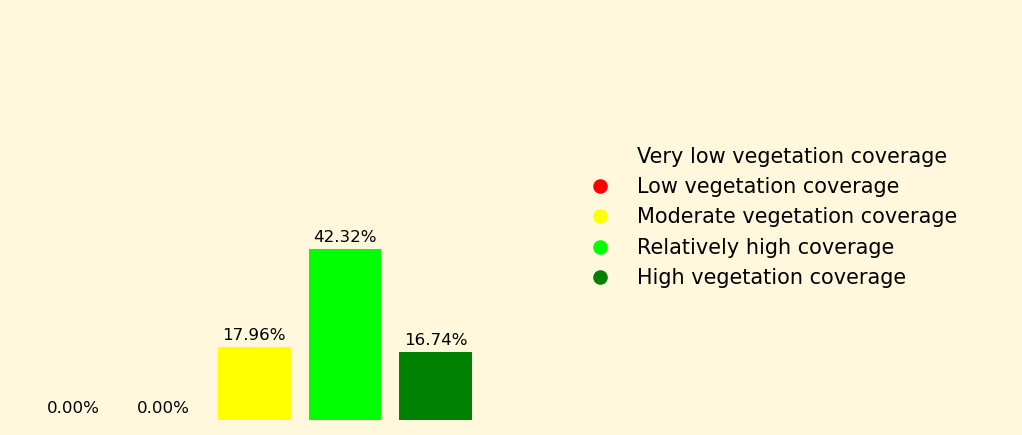 42.32%
17.96%
16.74%
0.00%
0.00%
Very low vegetation coverage
Low vegetation coverage
Moderate vegetation coverage
Relatively high coverage
High vegetation coverage